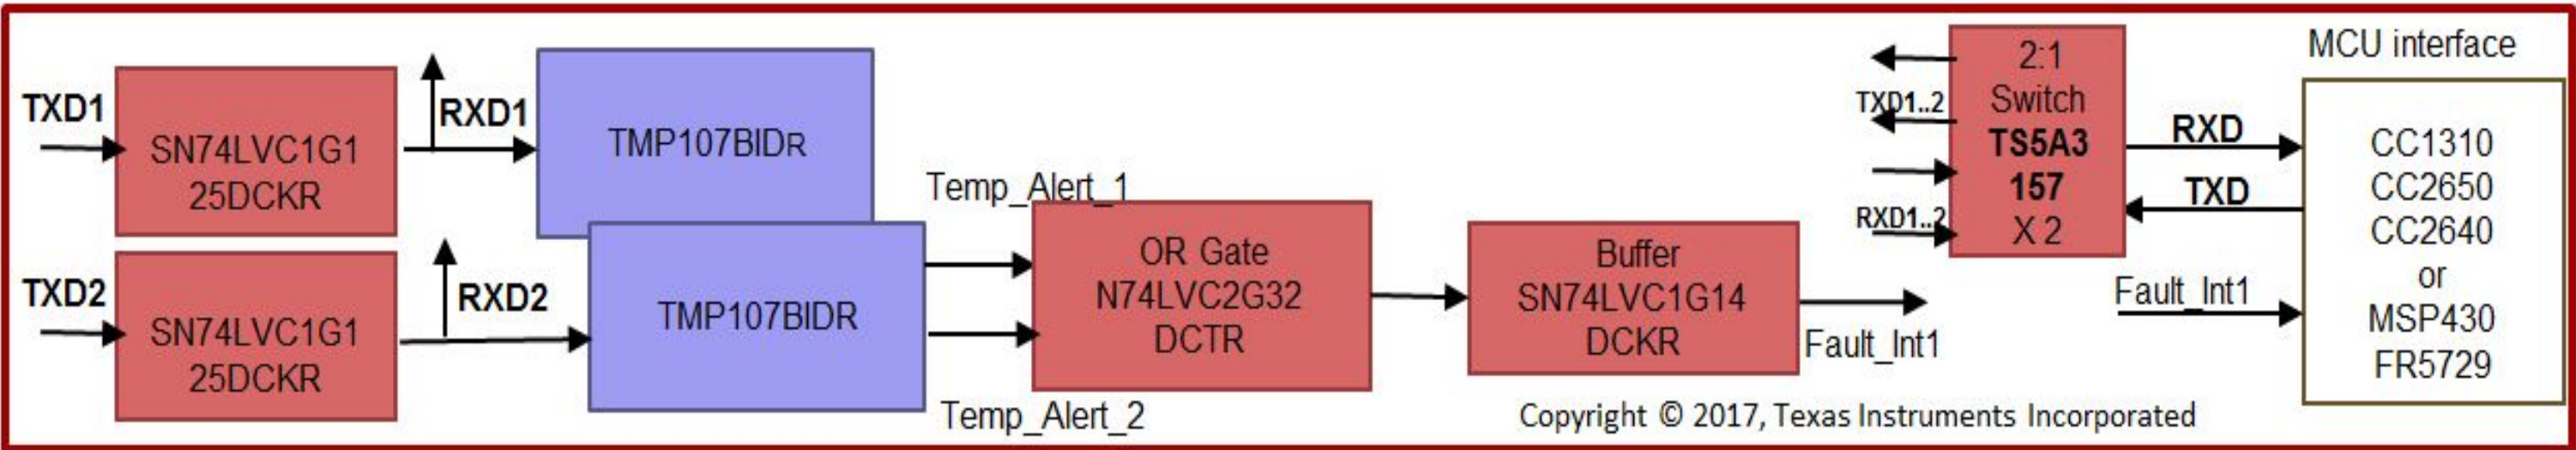 TXD1
SN74LVC1G1
25DCKR
RXD1
TMP107BIDR
TXD2
SN74LVC1G1
25DCKR
RXD2
TMP107BIDR
Temp_Alert_1
Temp_Alert_2
OR Gate
N74LVC2G32
DCTR
Buffer
SN74LVC1G14
DCKR
Fault_Int1
TXD1..2
RXD1..2
2:1
Switch
TS5A3
157
X 2
RXD
TXD
Fault_Int1
MCU interface
CC1310
CC2650
CC2640
or
MSP430
FR5729
Copyright © 2017, Texas Instruments Incorporated